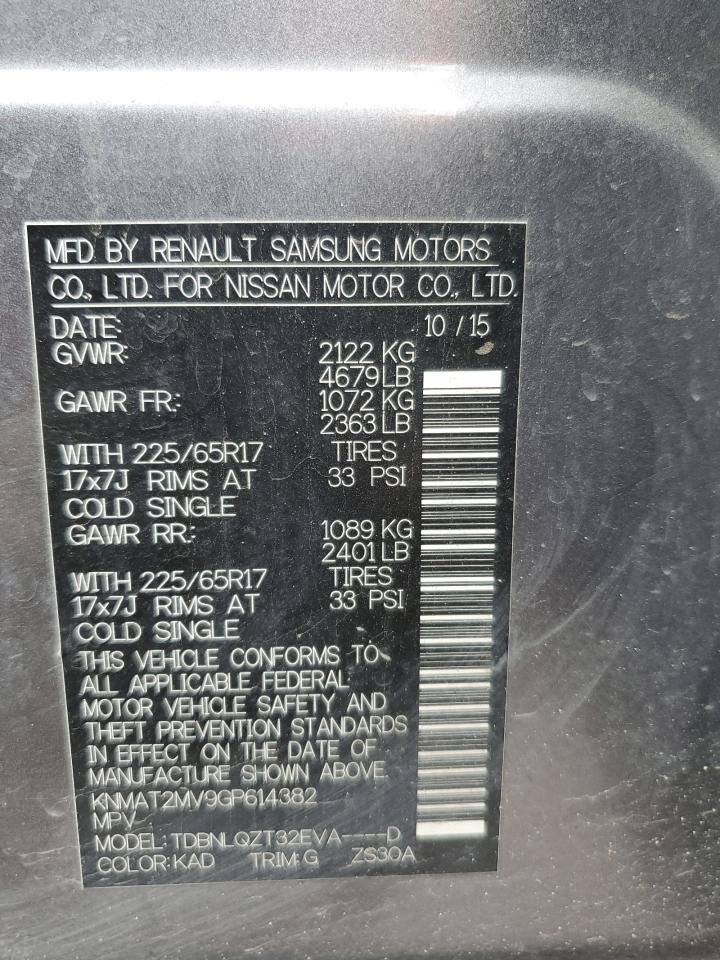 MFD. BY RENAULT SAMSUNG MOTORS
CO., LTD. FOR NISSAN MOTOR CO., LTD.
DATE: 10 / 15
GVWR: 2122 KG
4679 LB
GAWR FR.: 1072 KG
2363 LB
WITH 225/65R17 TIRES
17x7J RIMS AT 33 PSI
COLD SINGLE
GAWR RR.: 1089 KG
2401 LB
WITH 225/65R17 TIRES
17x7J RIMS AT 33 PSI
COLD SINGLE
THIS VEHICLE CONFORMS TO
ALL APPLICABLE FEDERAL
MOTOR VEHICLE SAFETY AND
THEFT PREVENTION STANDARDS
IN EFFECT ON THE DATE OF
MANUFACTURE SHOWN ABOVE.
KNMAT2MV9GP614382
MPV
MODEL: TDBNLQZT32EVA----D
COLOR: KAD TRIM: G ZS30A